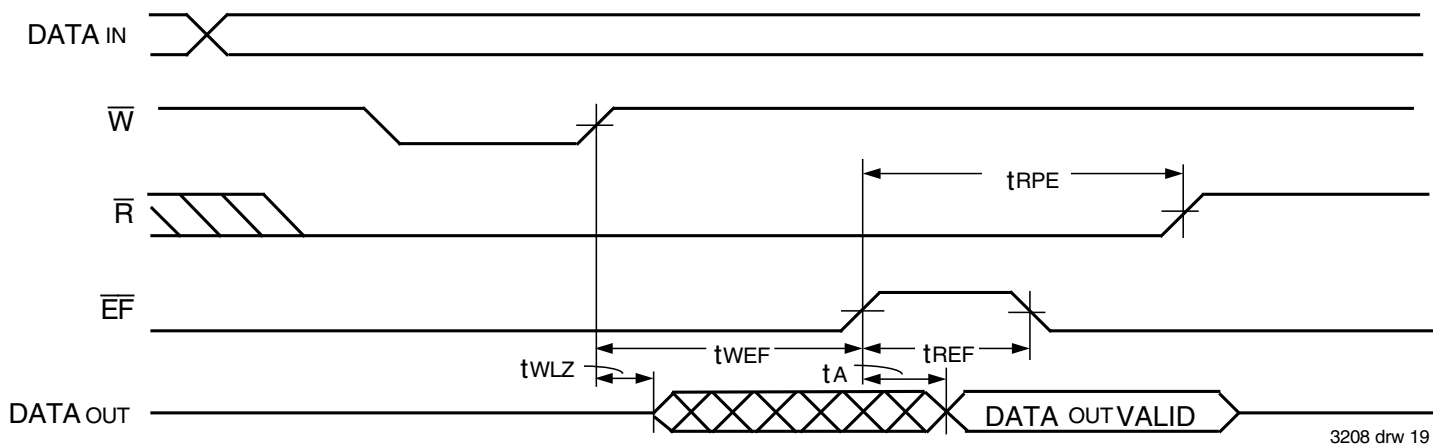 DATA IN
W
tRPE
R
EF
tWEF
tREF
tWLZ
tA
DATA OUT
DATA OUT VALID
3208 drw 19